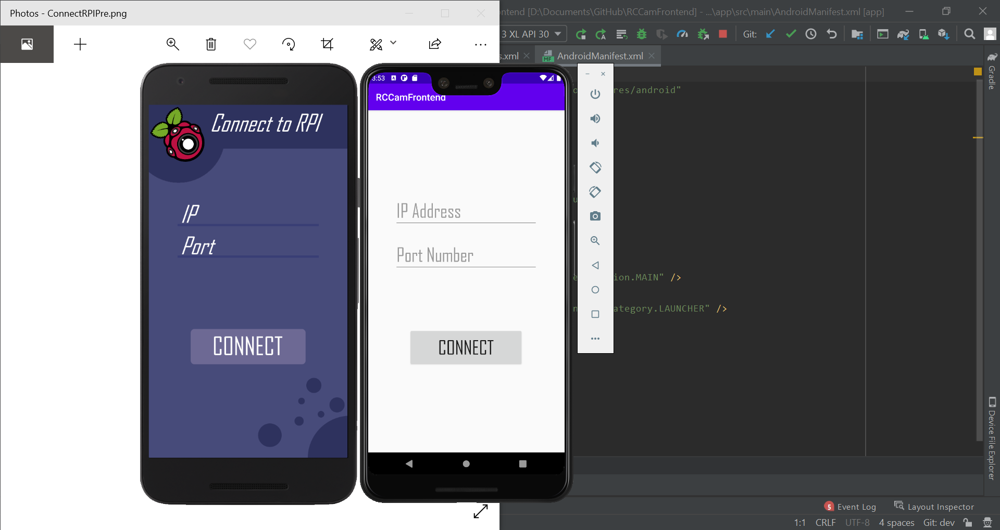 Photos - ConnectRPIPre.png
ntend [D:\Documents\GitHub\RCCamFrontend] - ...\app\src\main\AndroidManifest.xml [app]
3 XL API 30
Git:
s.xml
AndroidManifest.xml
MF
Gradle
res/android"
3:53
RCCamFrontend
Connect to RPI
u
IP
IP Address
Port
Port Number
ion.MAIN" />
ategory.LAUNCHER" />
CONNECT
CONNECT
Device File Explorer
5 Event Log
Layout Inspector
1:1 CRLF UTF-8 4 spaces Git: dev